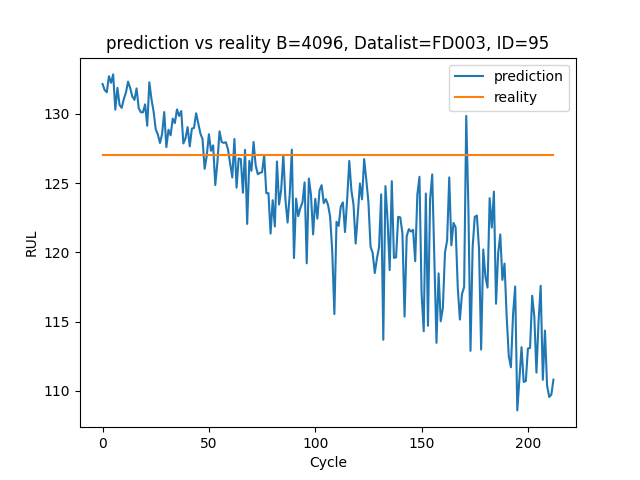 prediction vs reality B=4096, Datalist=FD003, ID=95
prediction
reality
RUL
130
125
120
115
110
0 50 100 150 200
Cycle